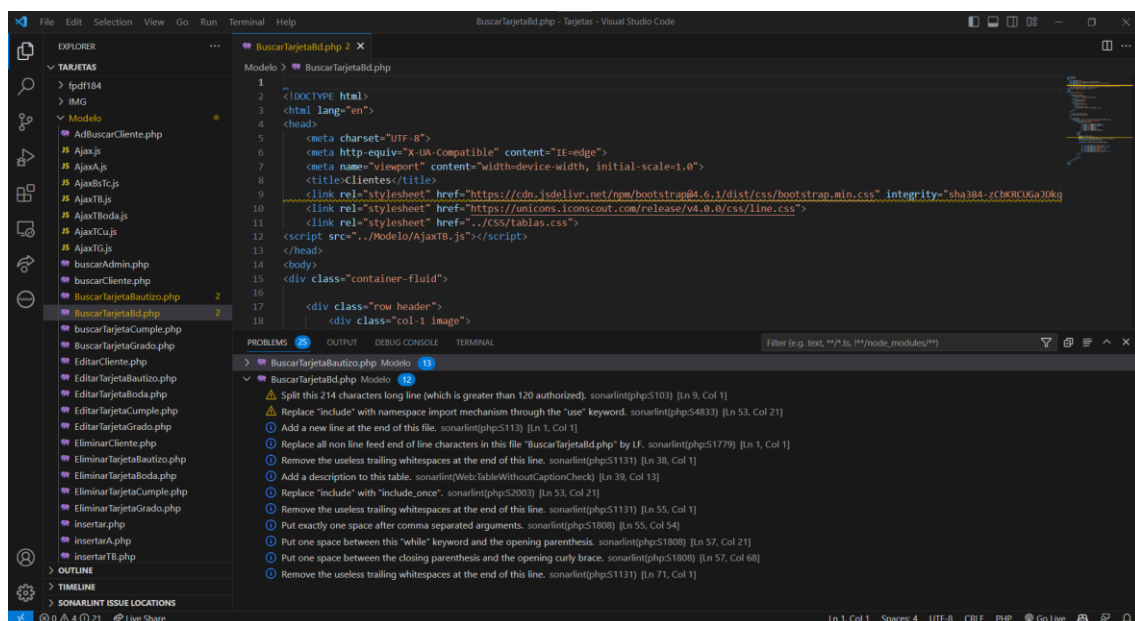 File Edit Selection View Go Run Terminal Help BuscarTarjetaBd.php - Tarjetas - Visual Studio Code
EXPLORER ...
TARJETAS
> fpdf184
> IMG
Modelo
AdBuscarCliente.php
JS Ajax.js
JS AjaxA.js
JS AjaxBsTc.js
JS AjaxTB.js
JS AjaxTBoda.js
JS AjaxTCu.js
JS AjaxTG.js
buscarAdmin.php
buscarCliente.php
BuscarTarjetaBautizo.php 2
BuscarTarjetaBd.php 2
buscarTarjetaCumple.php
BuscarTarjetaGrado.php
EditarCliente.php
EditarTarjetaBautizo.php
EditarTarjetaBoda.php
EditarTarjetaCumple.php
EditarTarjetaGrado.php
EliminarCliente.php
EliminarTarjetaBautizo.php
EliminarTarjetaBoda.php
EliminarTarjetaCumple.php
EliminarTarjetaGrado.php
insertar.php
insertarA.php
insertarTB.php
> OUTLINE
> TIMELINE
> SONARLINT ISSUE LOCATIONS
BuscarTarjetaBd.php 2 X
Modelo > BuscarTarjetaBd.php
1
2 <!DOCTYPE html>
3 <html lang="en">
4 <head>
5 <meta charset="UTF-8">
6 <meta http-equiv="X-UA-Compatible" content="IE=edge">
7 <meta name="viewport" content="width=device-width, initial-scale=1.0">
8 <title>Clientes</title>
9 <link rel="stylesheet" href="https://cdn.jsdelivr.net/npm/bootstrap@4.6.1/dist/css/bootstrap.min.css" integrity="sha384-zCbKRCUGaJDkq
10 <link rel="stylesheet" href="https://unicons.iconscout.com/release/v4.0.0/css/line.css">
11 <link rel="stylesheet" href="../CSS/tablas.css">
12 <script src="../Modelo/AjaxTB.js"></script>
13 </head>
14 <body>
15 <div class="container-fluid">
16
17 <div class="row header">
18 <div class="col-1 image">
PROBLEMS 25 OUTPUT DEBUG CONSOLE TERMINAL Filter (e.g. text, **/*.ts, !**/node_modules/**)
> BuscarTarjetaBautizo.php Modelo 13
BuscarTarjetaBd.php Modelo 12
Split this 214 characters long line (which is greater than 120 authorized). sonarlint(php:S103) [Ln 9, Col 1]
Replace "include" with namespace import mechanism through the "use" keyword. sonarlint(php:S4833) [Ln 53, Col 21]
Add a new line at the end of this file. sonarlint(php:S113) [Ln 1, Col 1]
Replace all non line feed end of line characters in this file "BuscarTarjetaBd.php" by LF. sonarlint(php:S1779) [Ln 1, Col 1]
Remove the useless trailing whitespaces at the end of this line. sonarlint(php:S1131) [Ln 38, Col 1]
Add a description to this table. sonarlint(Web:TableWithoutCaptionCheck) [Ln 39, Col 13]
Replace "include" with "include_once". sonarlint(php:S2003) [Ln 53, Col 21]
Remove the useless trailing whitespaces at the end of this line. sonarlint(php:S1131) [Ln 55, Col 1]
Put exactly one space after comma separated arguments. sonarlint(php:S1808) [Ln 55, Col 54]
Put one space between this "while" keyword and the opening parenthesis. sonarlint(php:S1808) [Ln 57, Col 21]
Put one space between the closing parenthesis and the opening curly brace. sonarlint(php:S1808) [Ln 57, Col 68]
Remove the useless trailing whitespaces at the end of this line. sonarlint(php:S1131) [Ln 71, Col 1]
0 4 21 Live Share Ln 1, Col 1 Spaces: 4 UTF-8 CRLF PHP Go Live